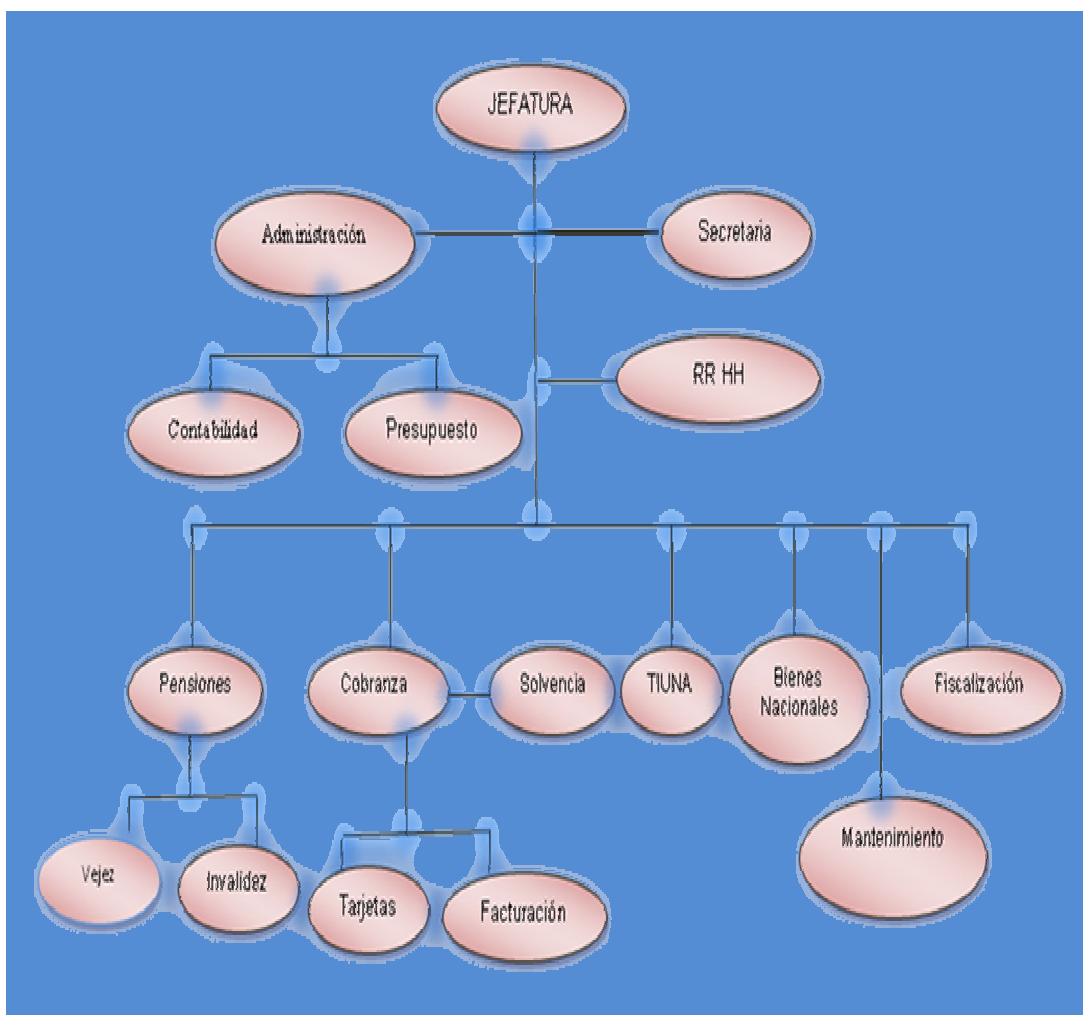 JEFATURA
Administración
Secretaria
RR HH
Contabilidad
Presupuesto
Pensiones
Cobranza
Solvencia
TIUNA
Bienes
Nacionales
Fiscalización
Mantenimiento
Vejez
Invalidez
Tarjetas
Facturación